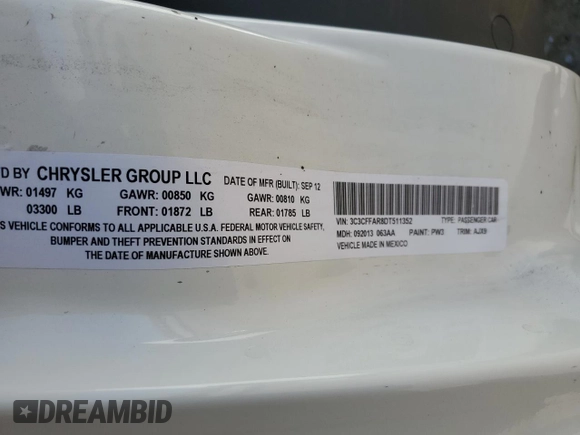 D BY CHRYSLER GROUP LLC DATE OF MFR (BUILT): SEP 12
WR: 01497 KG GAWR: 00850 KG GAWR: 00810 KG
03300 LB FRONT: 01872 LB REAR: 01785 LB
S VEHICLE CONFORMS TO ALL APPLICABLE U.S.A. FEDERAL MOTOR VEHICLE SAFETY,
BUMPER AND THEFT PREVENTION STANDARDS IN EFFECT ON
THE DATE OF MANUFACTURE SHOWN ABOVE.
VIN: 3C3CFFAR8DT511352 TYPE: PASSENGER CAR
MDH: 092013 063AA PAINT: PW3 TRIM: AJX9
VEHICLE MADE IN MEXICO
DREAMBID